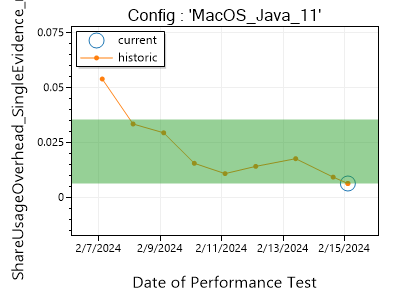 Config : 'MacOS_Java_11'
ShareUsageOverhead_SingleEvidence_
0.075
0.05
0.025
0
current
historic
2/7/2024
2/9/2024
2/11/2024
2/13/2024
2/15/2024
Date of Performance Test